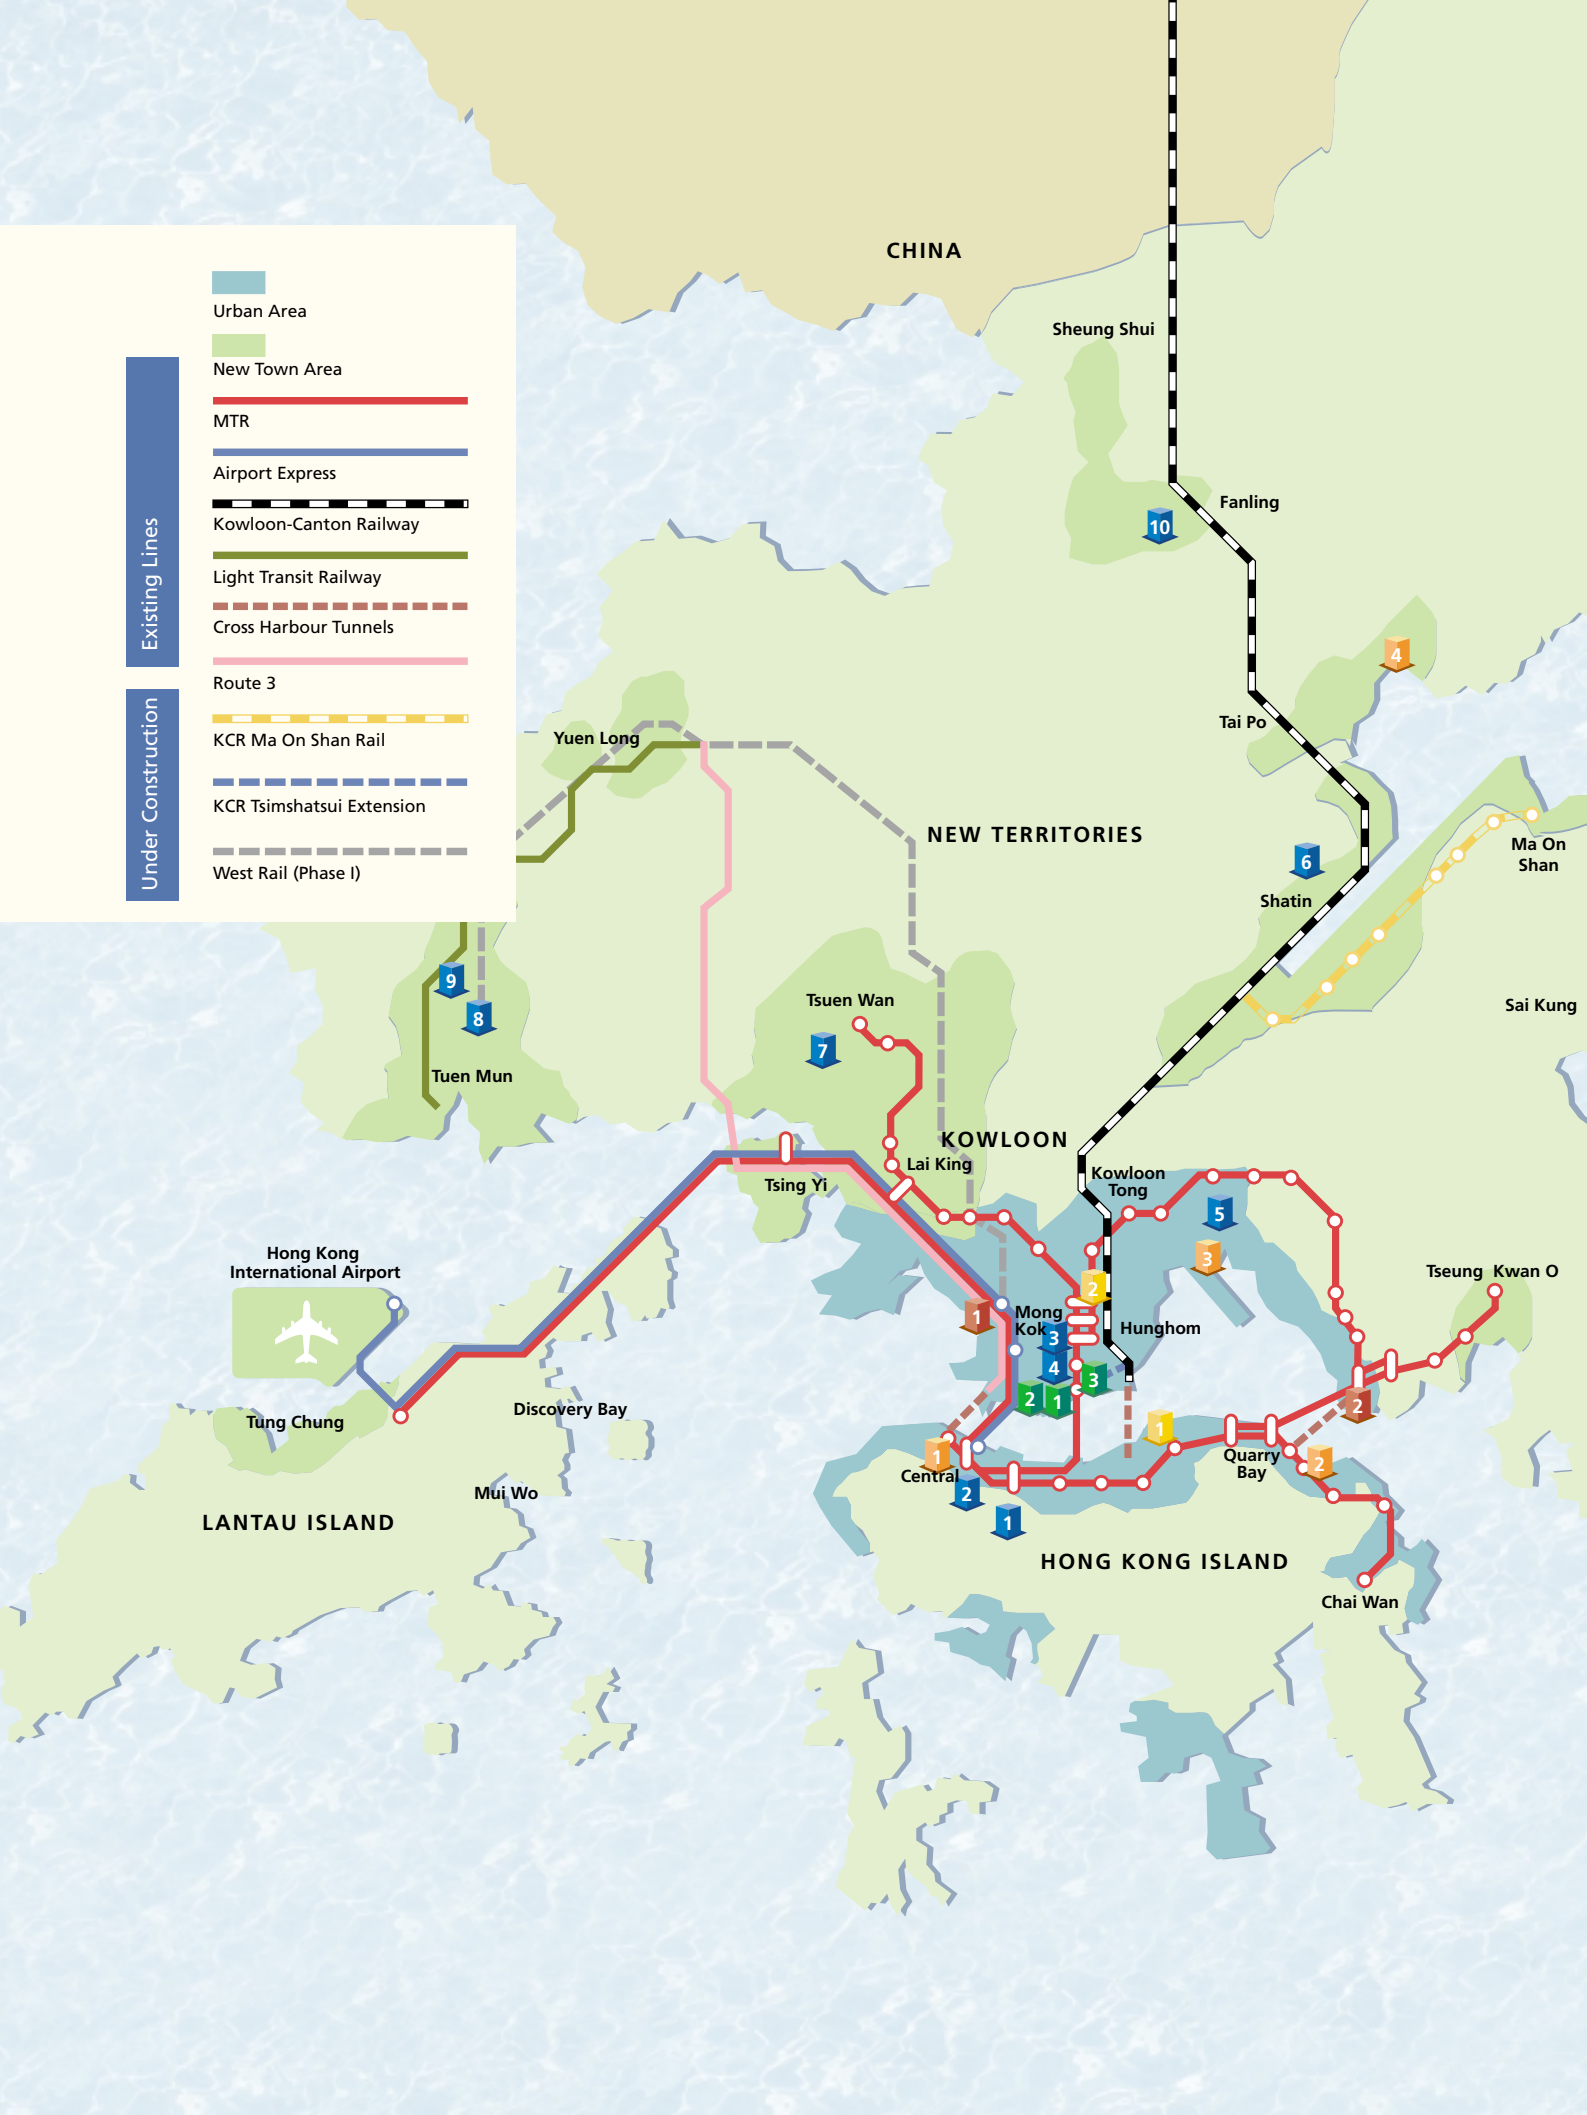 CHINA
Urban Area
New Town Area
MTR
Airport Express
Kowloon-Canton Railway
Light Transit Railway
Cross Harbour Tunnels
Route 3
KCR Ma On Shan Rail
KCR Tsimshatsui Extension
West Rail (Phase I)
Existing Lines
Under Construction
Sheung Shui
Fanling
10
4
Tai Po
Yuen Long
NEW TERRITORIES
Ma On
Shan
6
Shatin
9
8
Tsuen Wan
7
Sai Kung
Tuen Mun
KOWLOON
Lai King
Kowloon
Tong
Tsing Yi
5
3
Hong Kong
International Airport
Tseung Kwan O
2
1
Mong
Kok
3
Hunghom
4
3
2
1
2
Discovery Bay
Tung Chung
1
1
Quarry
Bay
2
Central
2
Mui Wo
1
LANTAU ISLAND
HONG KONG ISLAND
Chai Wan